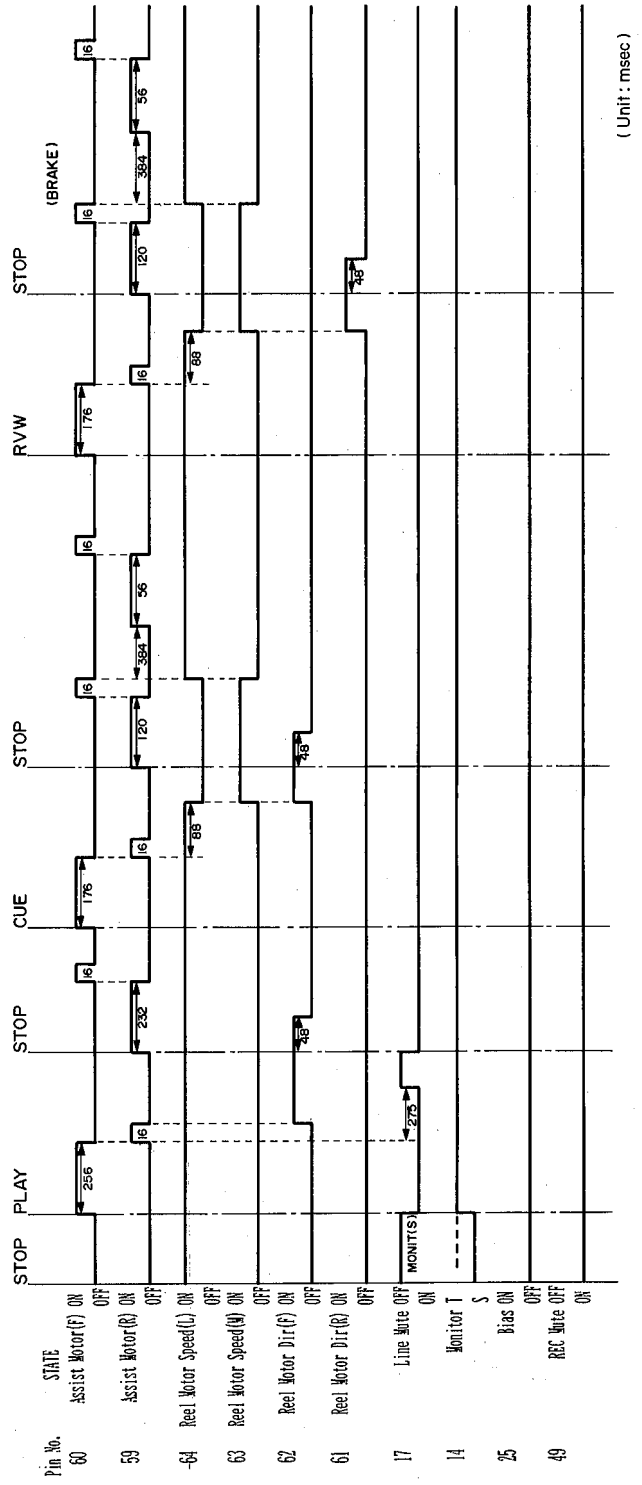 STOP PLAY STOP CUE STOP RVW STOP
(BRAKE)
Pin No. STATE
60 Assist Motor(F) ON
OFF
256 16 176 16 16 176 16 16
59 Assist Motor(R) ON
OFF
16 232 16 120 384 56 16 120 384 56
64 Reel Motor Speed(L) ON
OFF
88 88
63 Reel Motor Speed(M) ON
OFF
62 Reel Motor Dir(F) ON
OFF
48 48
61 Reel Motor Dir(R) ON
OFF
48
17 Line Mute OFF
ON
MONIT(S) 275
14 Monitor T
S
25 Bias ON
OFF
49 REC Mute OFF
ON
(Unit: msec)